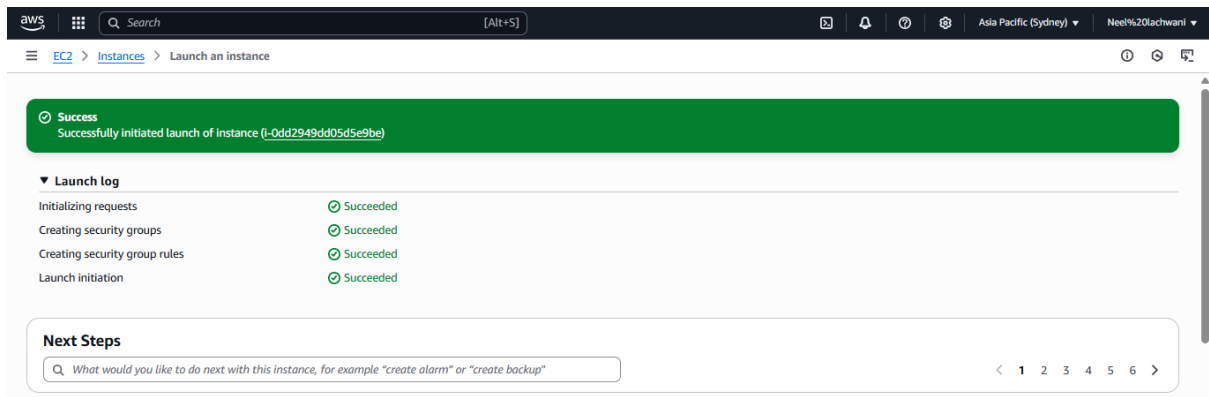 aws
Search [Alt+S] Asia Pacific (Sydney) Neel%20lachwani
EC2 > Instances > Launch an instance
Success
Successfully initiated launch of instance (i-0dd2949dd05d5e9be)
Launch log
Initializing requests Succeeded
Creating security groups Succeeded
Creating security group rules Succeeded
Launch initiation Succeeded
Next Steps
What would you like to do next with this instance, for example "create alarm" or "create backup" < 1 2 3 4 5 6 >